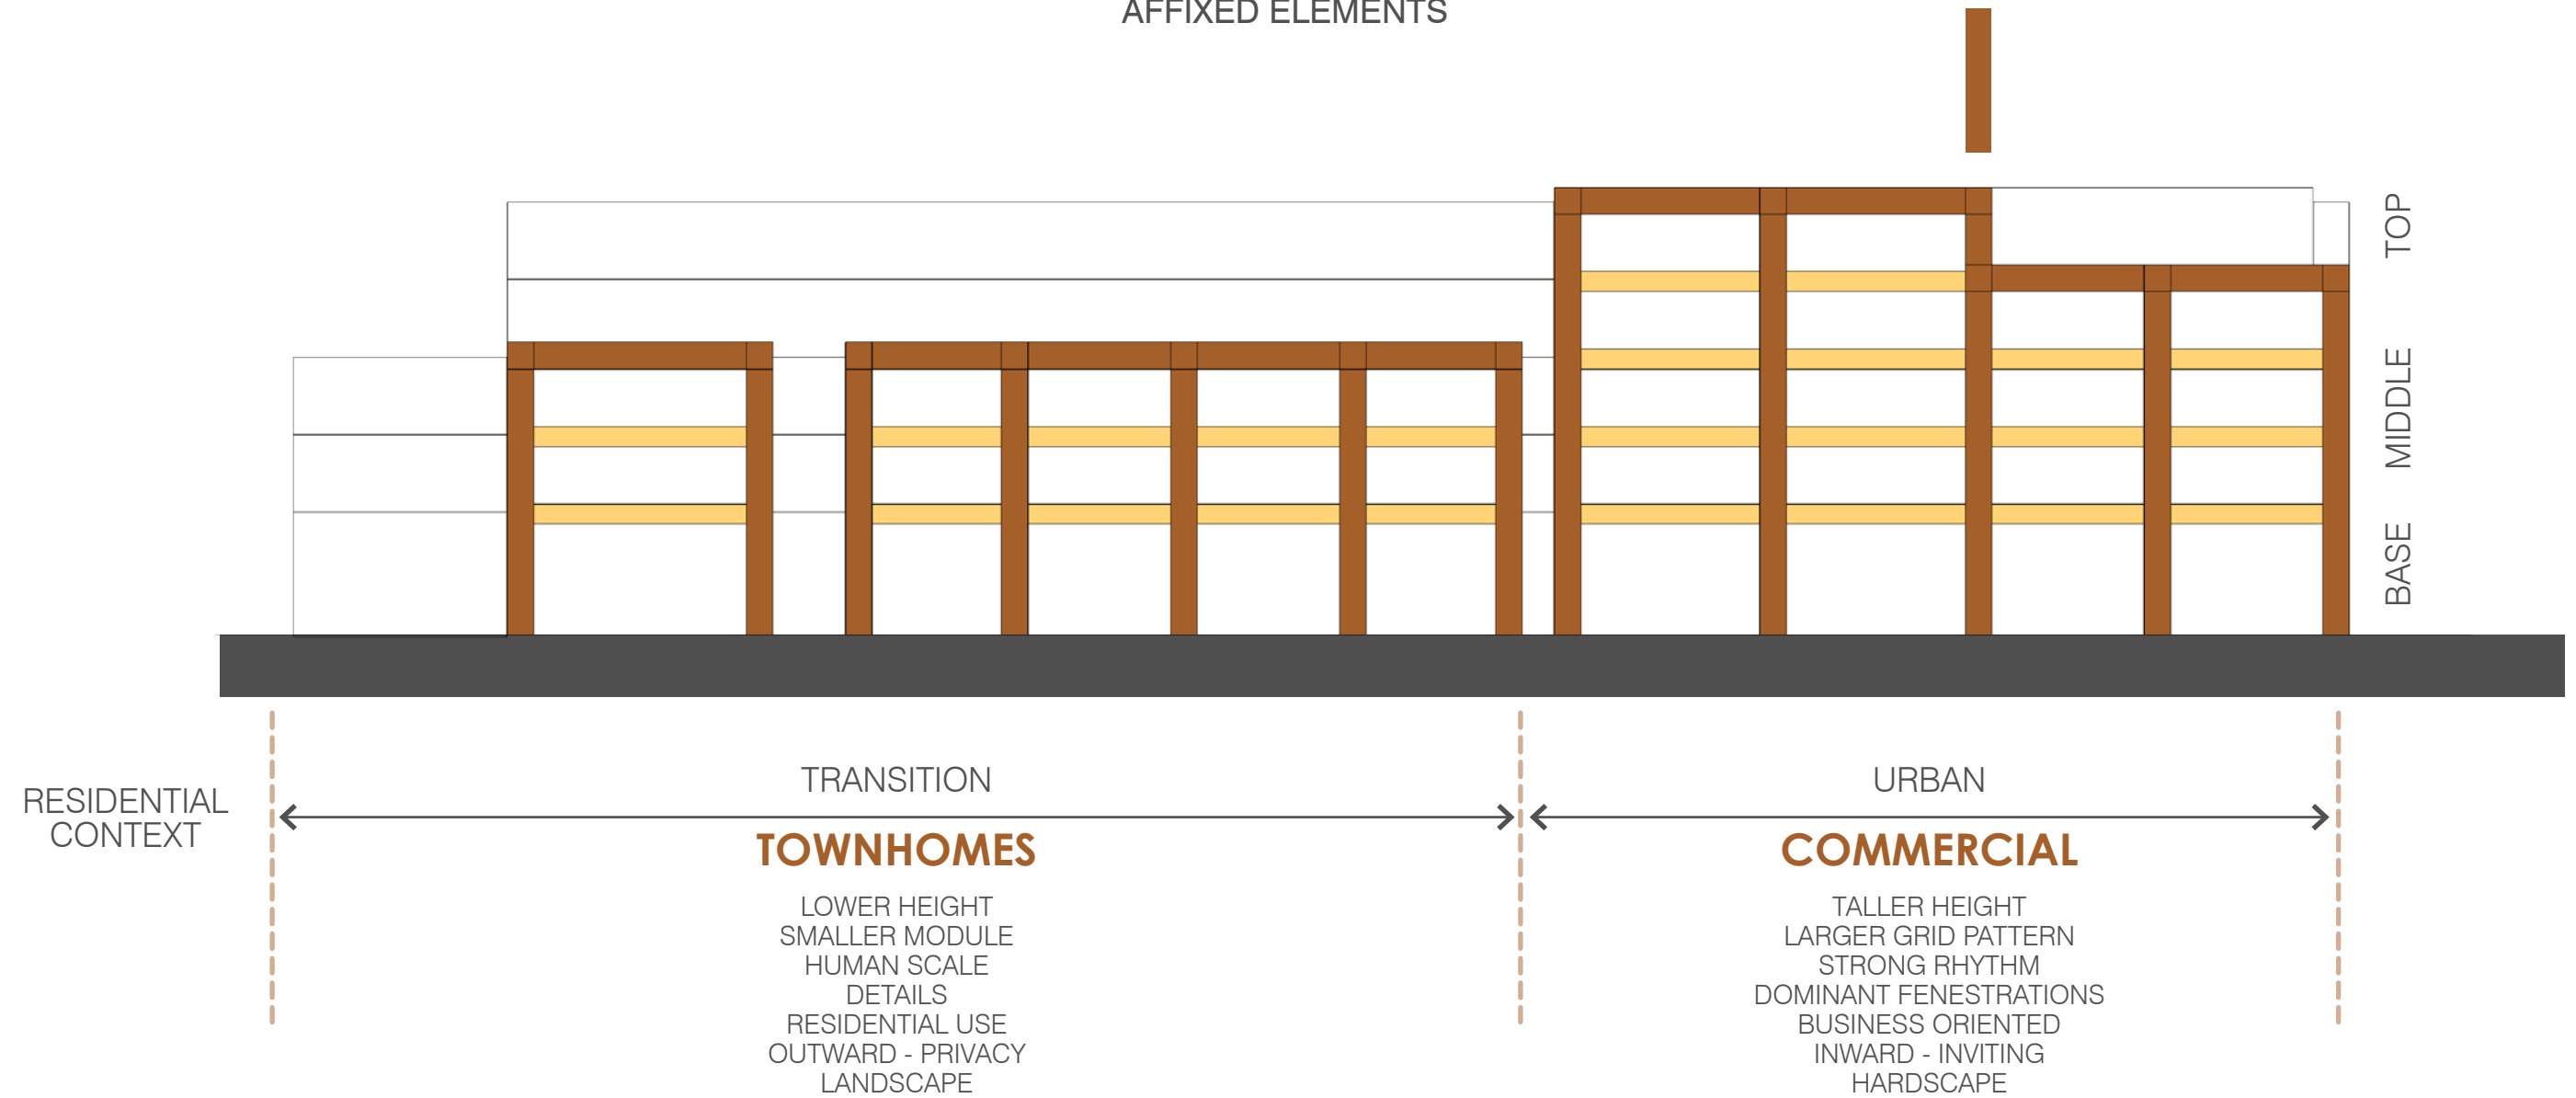 AFFIXED ELEMENTS
TOP
MIDDLE
BASE
RESIDENTIAL
CONTEXT
TRANSITION
TOWNHOMES
LOWER HEIGHT
SMALLER MODULE
HUMAN SCALE
DETAILS
RESIDENTIAL USE
OUTWARD - PRIVACY
LANDSCAPE
URBAN
COMMERCIAL
TALLER HEIGHT
LARGER GRID PATTERN
STRONG RHYTHM
DOMINANT FENESTRATIONS
BUSINESS ORIENTED
INWARD - INVITING
HARDSCAPE